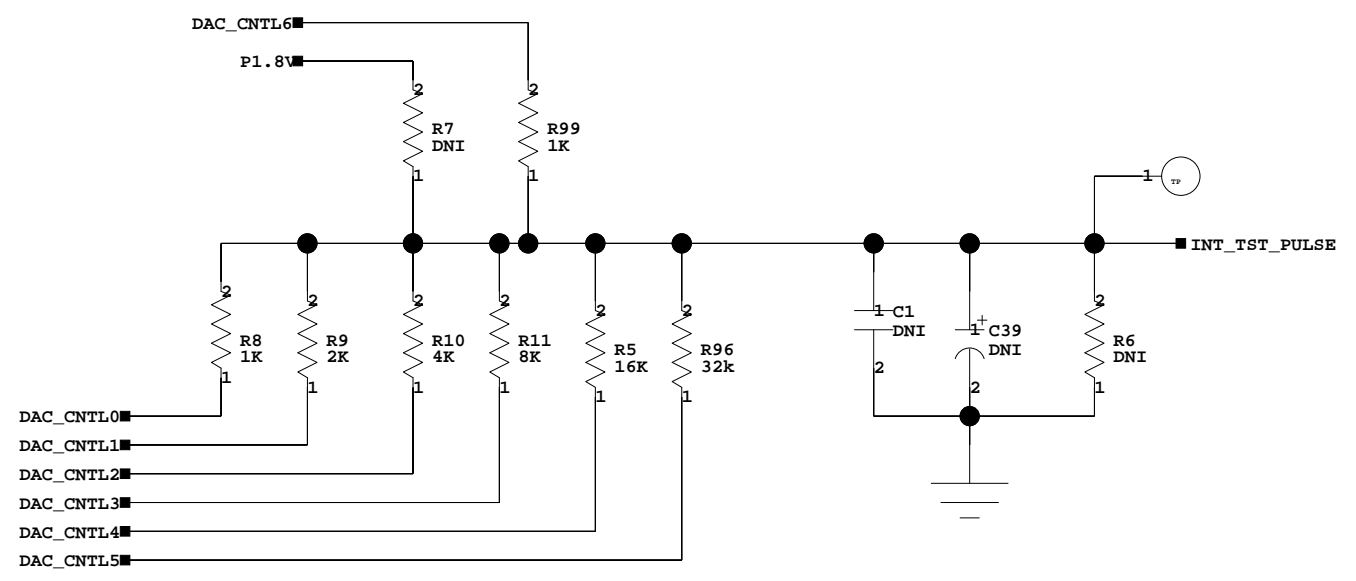 DAC_CNTL6
P1.8V
2
2
R7
DNI
R99
1K
1
1
1
TP
INT_TST_PULSE
2
2
2
2
2
2
R8
1K
R9
2K
R10
4K
R11
8K
R5
16K
R96
32k
1
1
1
1
1
1
1
C1
DNI
2
1
+
C39
DNI
2
2
R6
DNI
1
DAC_CNTL0
DAC_CNTL1
DAC_CNTL2
DAC_CNTL3
DAC_CNTL4
DAC_CNTL5